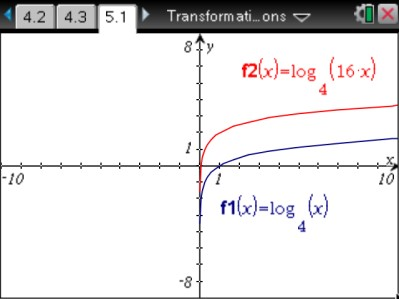 4.2 4.3 5.1 Transformati...ons
8 y
f2(x)=log₄(16·x)
1
x
-10 1 10
f1(x)=log₄(x)
-8